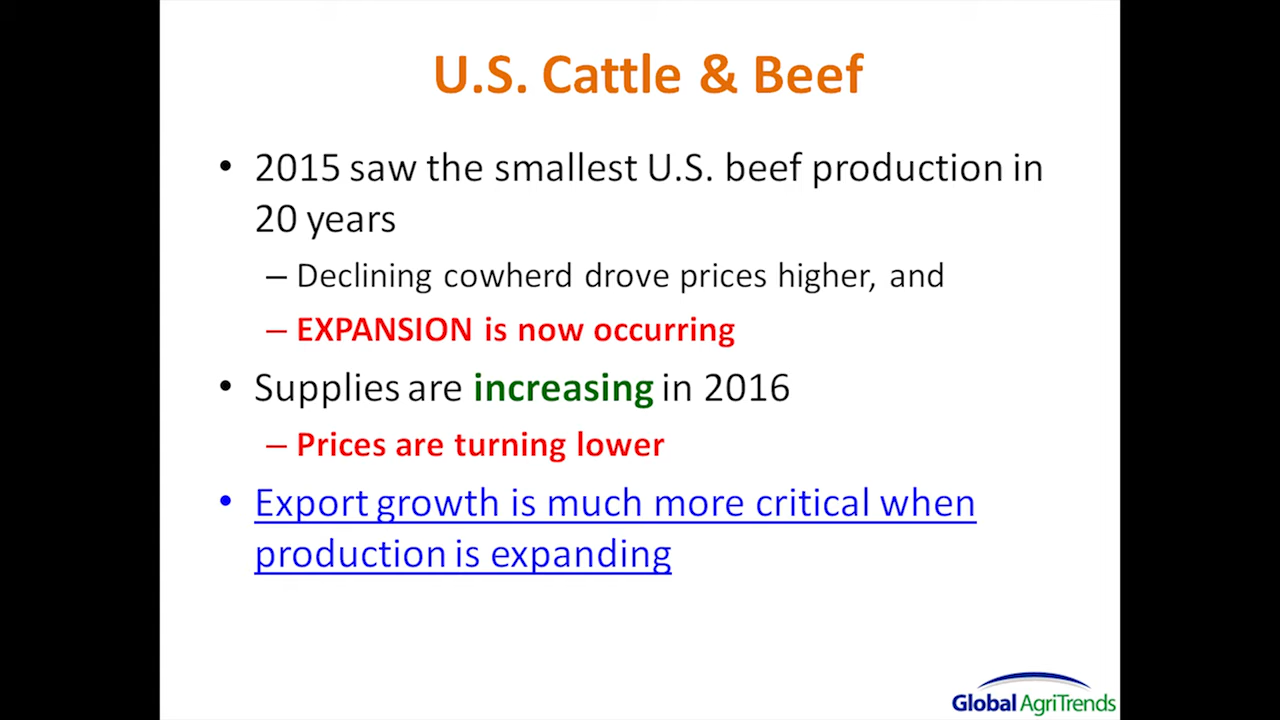 U.S. Cattle & Beef
• 2015 saw the smallest U.S. beef production in
20 years
– Declining cowherd drove prices higher, and
– EXPANSION is now occurring
• Supplies are increasing in 2016
– Prices are turning lower
• Export growth is much more critical when
production is expanding
Global AgriTrends